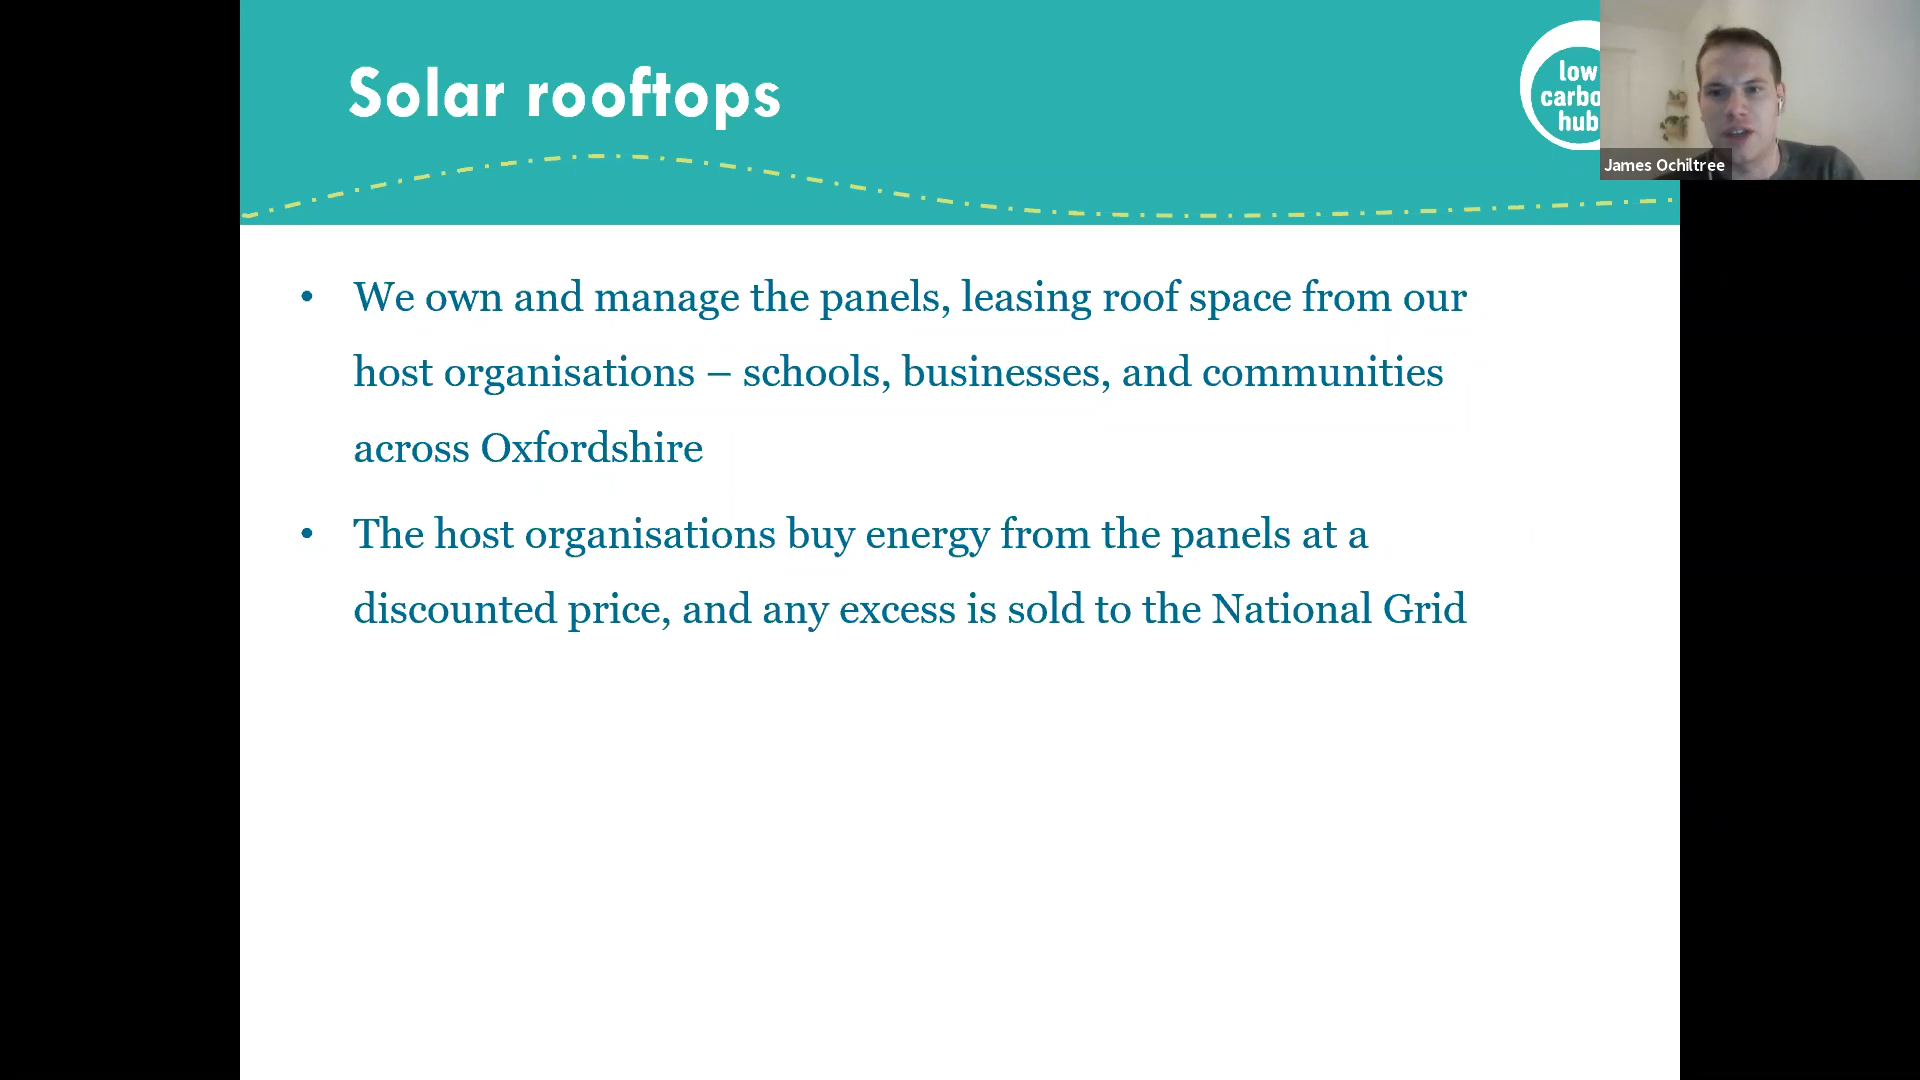 Solar rooftops
low
carbo
hub
James Ochiltree
• We own and manage the panels, leasing roof space from our
host organisations – schools, businesses, and communities
across Oxfordshire
• The host organisations buy energy from the panels at a
discounted price, and any excess is sold to the National Grid